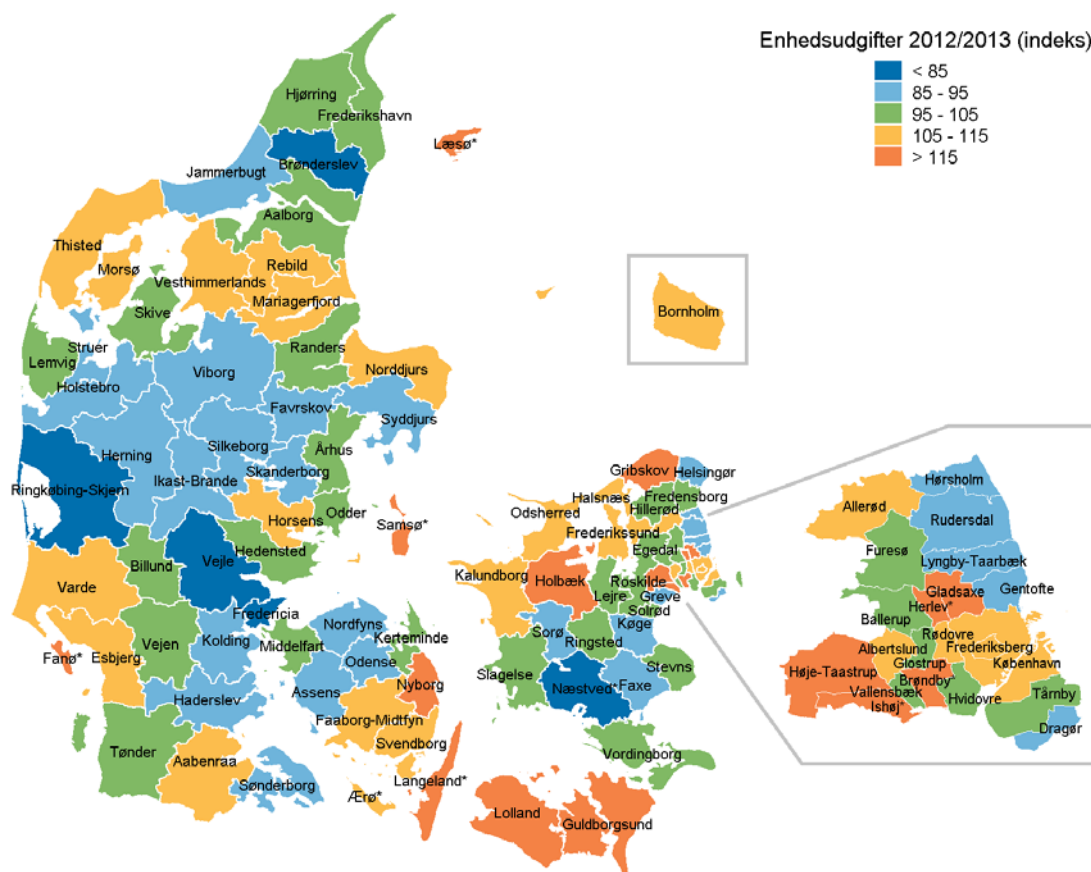 Enhedsudgifter 2012/2013 (indeks)
< 85
85 - 95
95 - 105
105 - 115
> 115
Hjørring
Frederikshavn
Læsø*
Brønderslev
Jammerbugt
Aalborg
Thisted
Morsø
Rebild
Vesthimmerlands
Mariagerfjord
Skive
Bornholm
Struer
Lemvig
Randers
Viborg
Norddjurs
Holstebro
Favrskov
Syddjurs
Silkeborg
Århus
Herning
Skanderborg
Ikast-Brande
Ringkøbing-Skjern
Odder
Horsens
Samsø*
Hedensted
Billund
Vejle
Varde
Fredericia
Vejen
Kolding
Middelfart
Nordfyns
Kerteminde
Odense
Fanø*
Esbjerg
Nyborg
Assens
Haderslev
Faaborg-Midtfyn
Svendborg
Tønder
Aabenraa
Sønderborg
Langeland*
Ærø*
Gribskov
Helsingør
Halsnæs
Fredensborg
Hillerød
Odsherred
Frederikssund
Egedal
Kalundborg
Holbæk
Roskilde
Lejre
Greve
Solrød
Køge
Sorø
Ringsted
Stevns
Slagelse
Næstved*
Faxe
Vordingborg
Lolland
Guldborgsund
Hørsholm
Allerød
Rudersdal
Furesø
Lyngby-Taarbæk
Gladsaxe
Gentofte
Herlev*
Ballerup
Rødovre
Albertslund
Frederiksberg
Glostrup
København
Høje-Taastrup
Brøndby*
Vallensbæk
Ishøj*
Hvidovre
Tårnby
Dragør